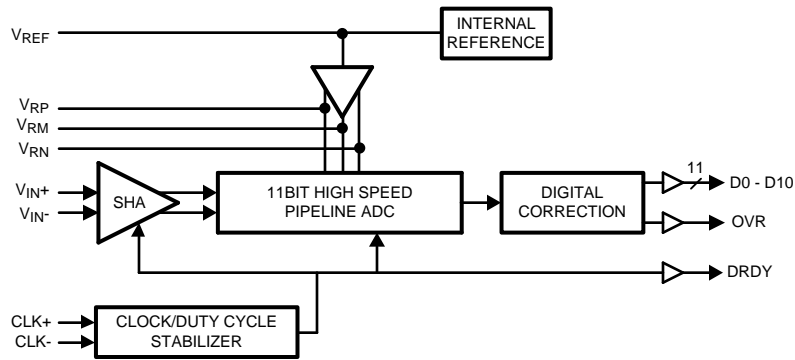 INTERNAL
REFERENCE
VREF
VRP
VRM
VRN
VIN+
VIN-
SHA
11BIT HIGH SPEED
PIPELINE ADC
DIGITAL
CORRECTION
11
D0 - D10
OVR
DRDY
CLK+
CLK-
CLOCK/DUTY CYCLE
STABILIZER